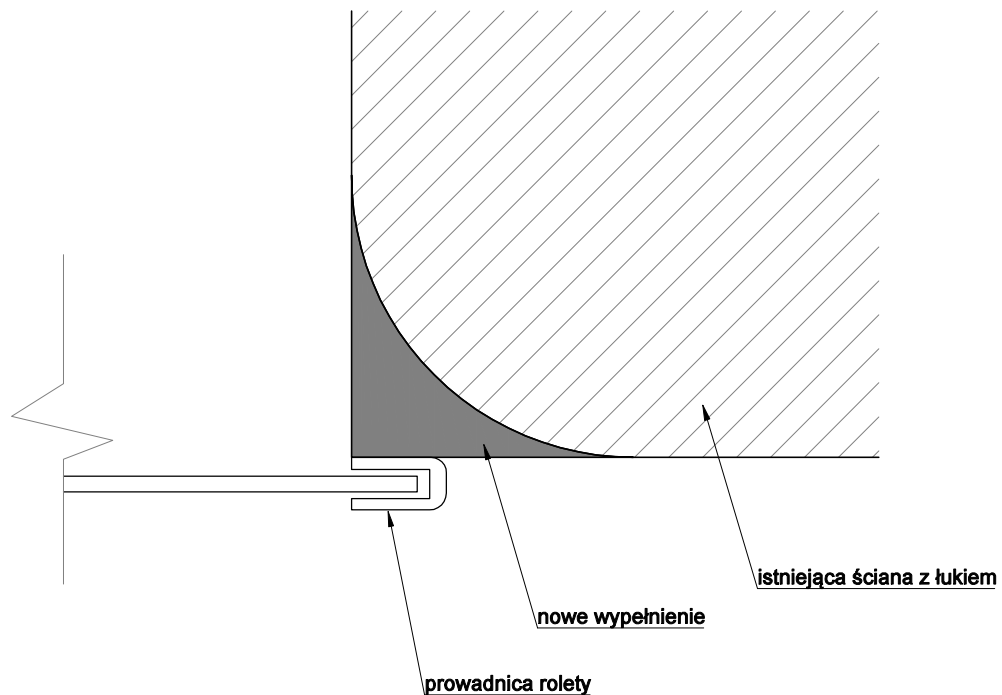 istniejąca ściana z łukiem
nowe wypełnienie
prowadnica rolety